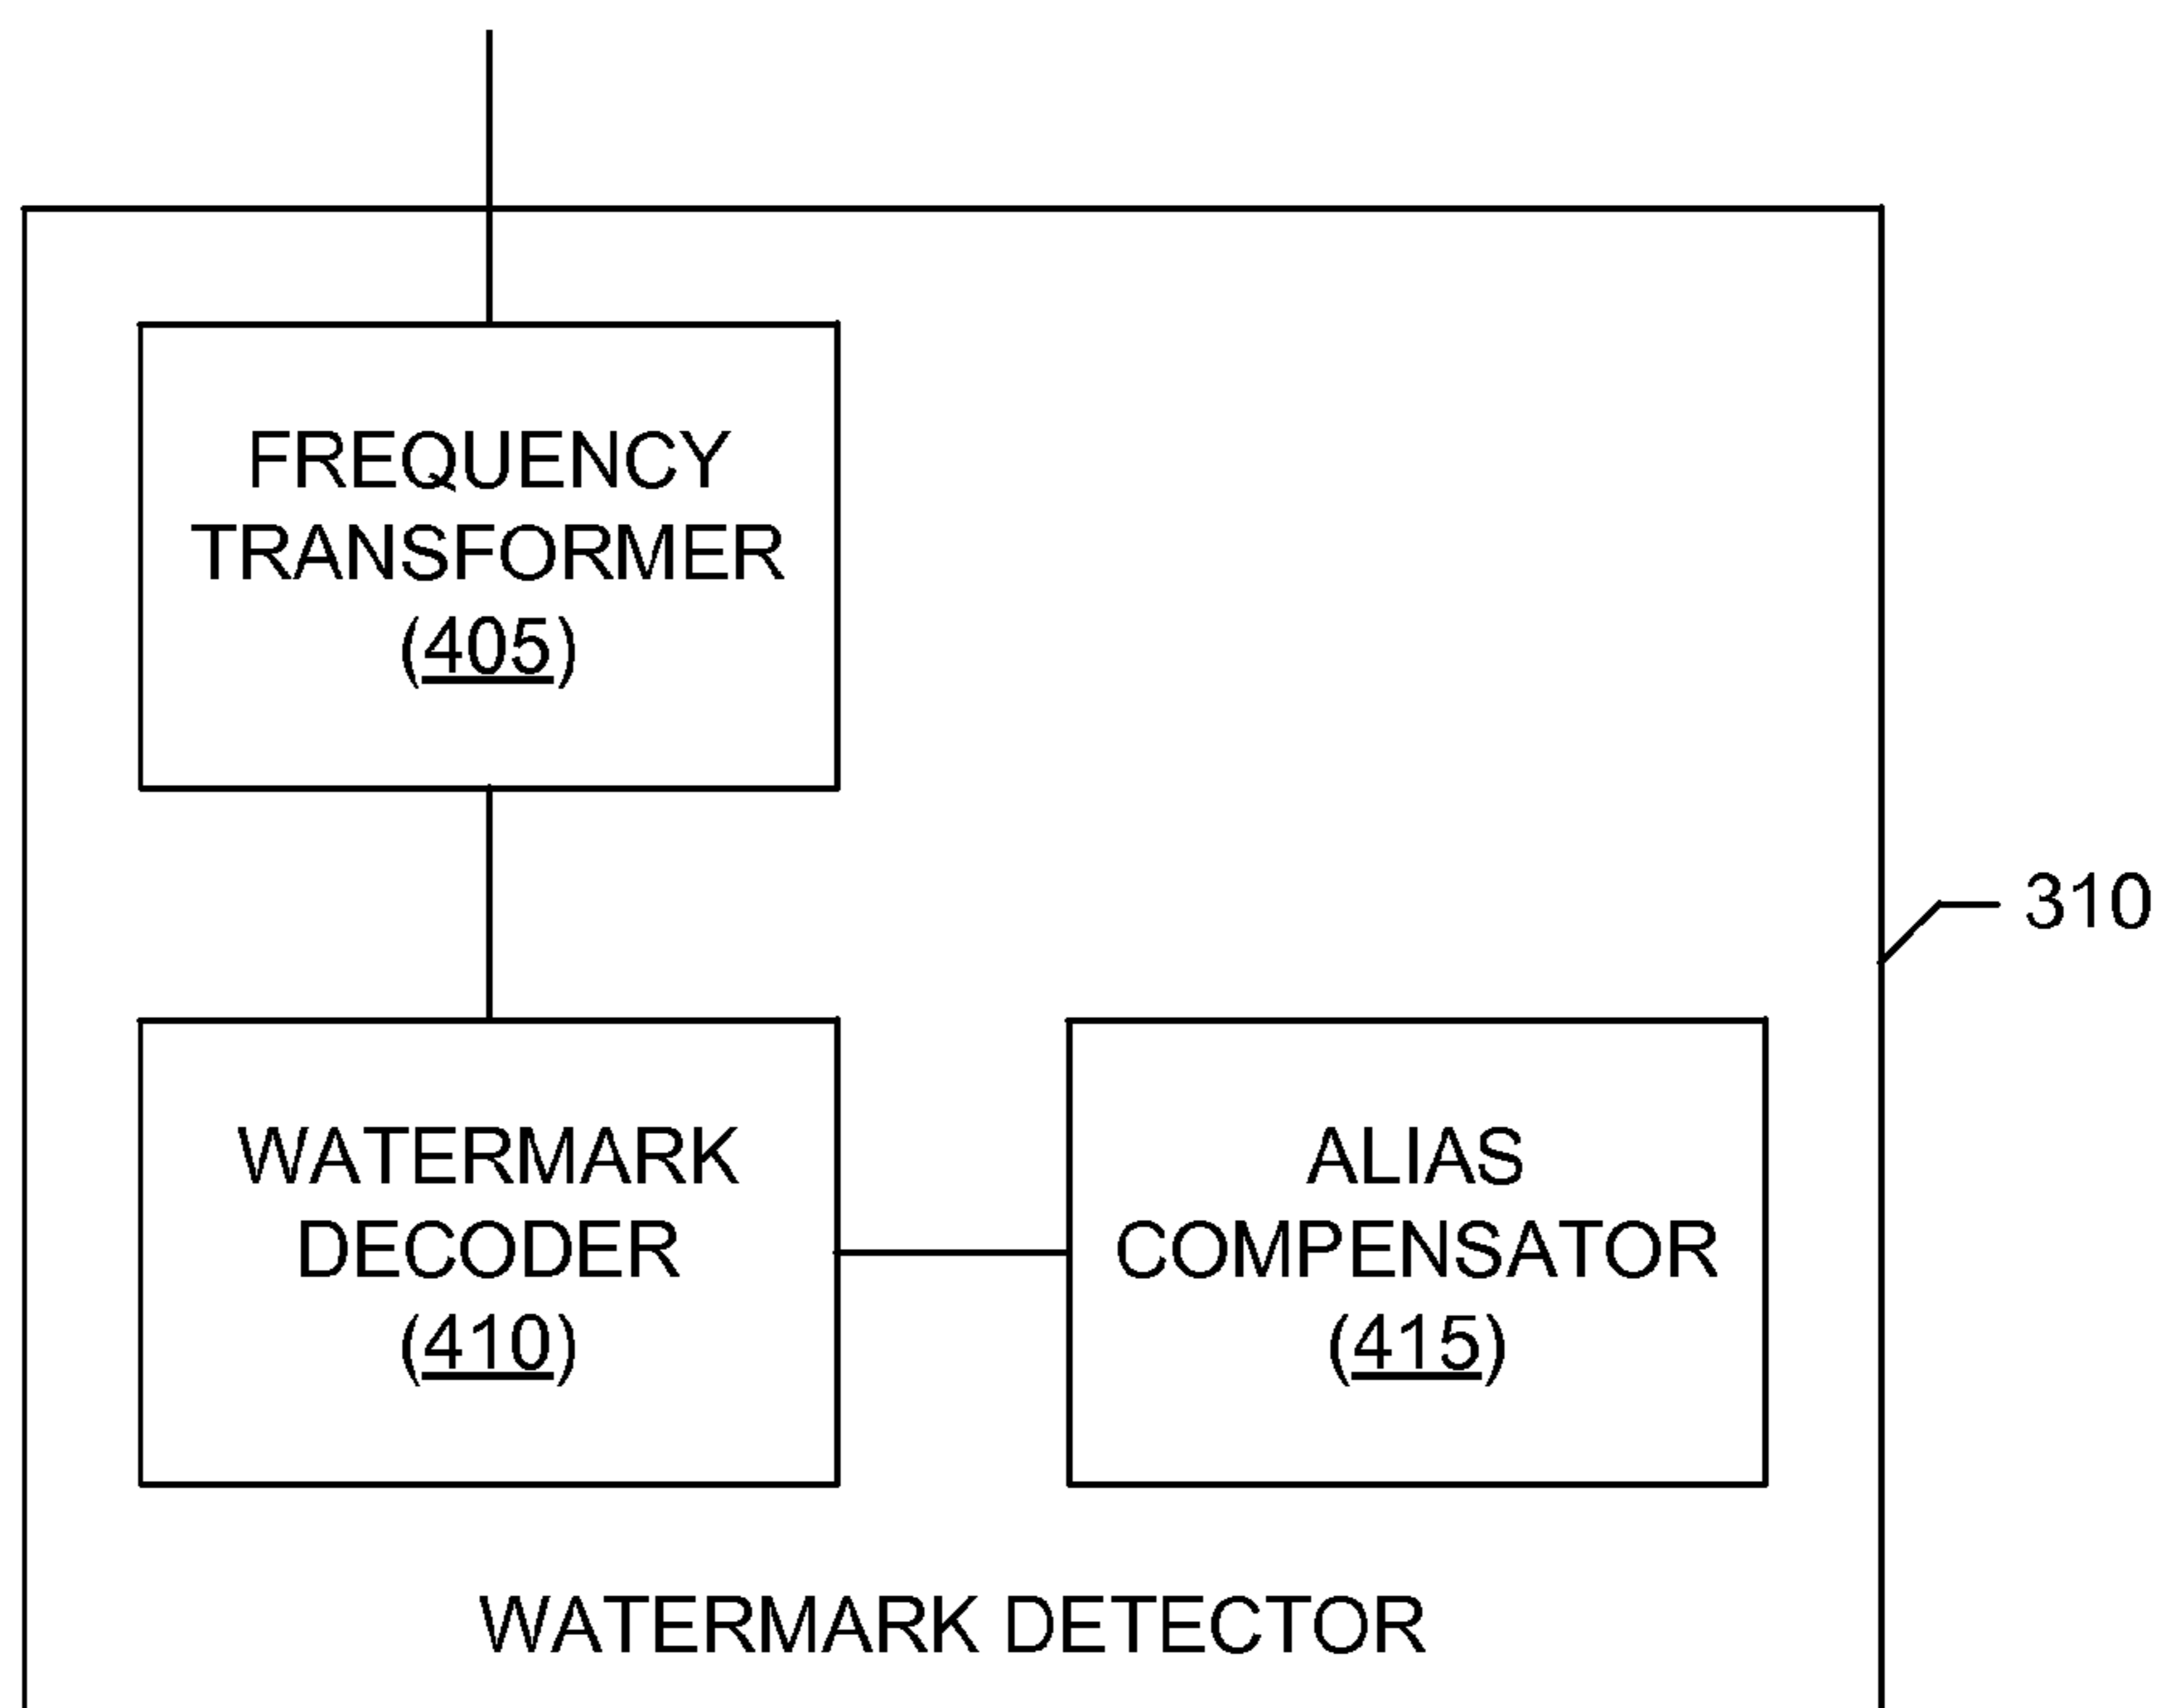 FREQUENCY
TRANSFORMER
(405)
310
WATERMARK
DECODER
(410)
ALIAS
COMPENSATOR
(415)
WATERMARK DETECTOR